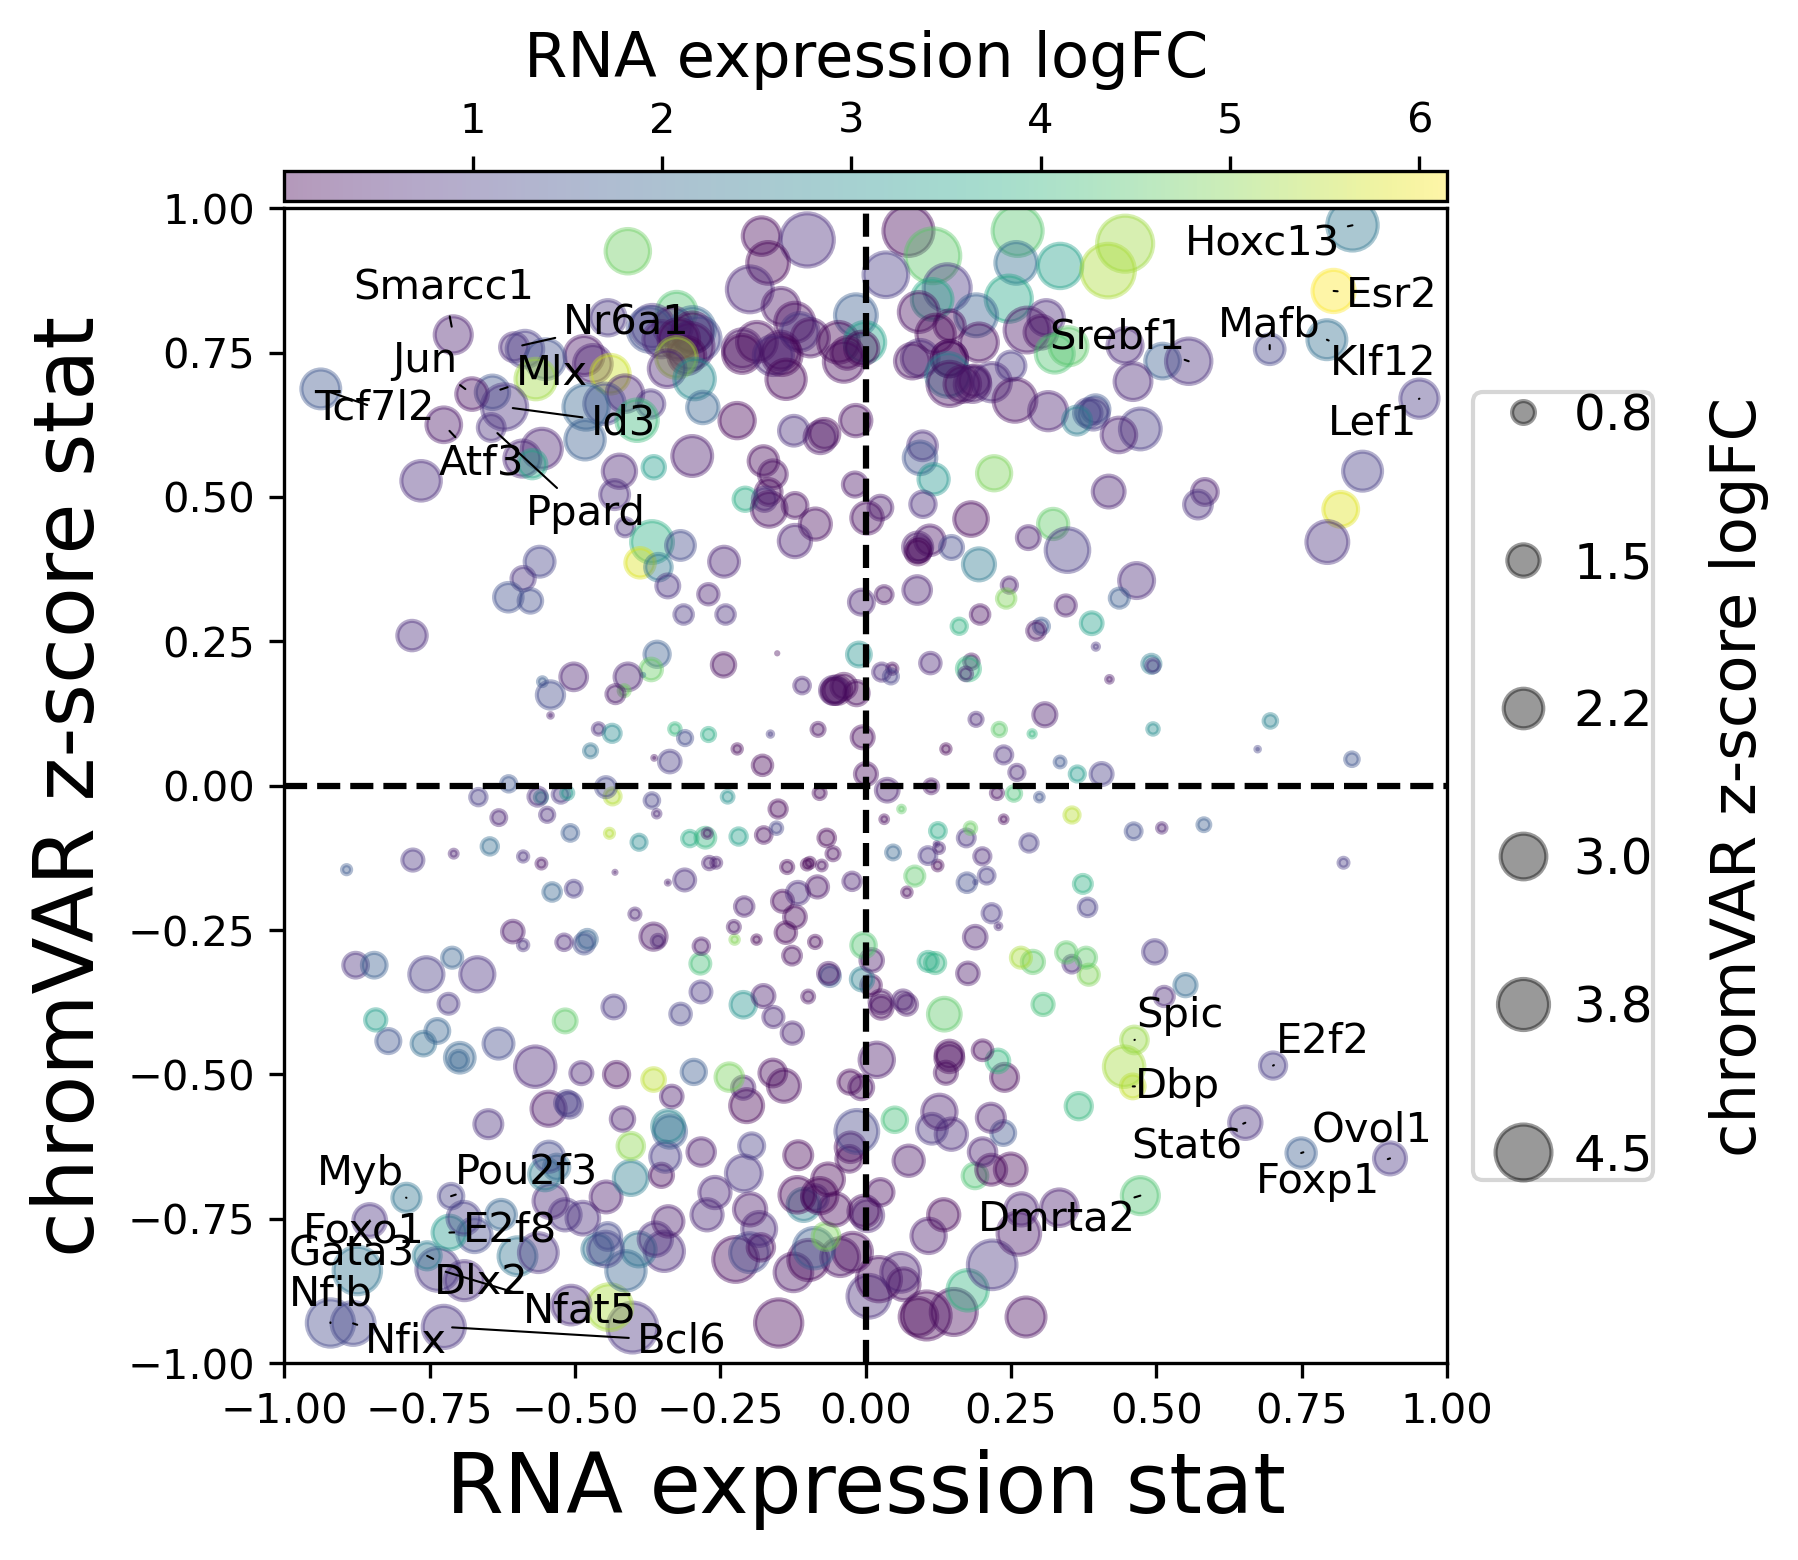 RNA expression logFC
1 2 3 4 5 6
chromVAR z-score stat
1.00
0.75
0.50
0.25
0.00
−0.25
−0.50
−0.75
−1.00
Hoxc13
Smarcc1
Esr2
Nr6a1
Mafb
Srebf1
Jun
Klf12
Mlx
Tcf7l2
Id3
Lef1
Atf3
Ppard
Spic
E2f2
Dbp
Ovol1
Stat6
Myb
Pou2f3
Foxp1
Dmrta2
Foxo1
E2f8
Gata3
Dlx2
Nfib
Nfat5
Nfix
Bcl6
−1.00 −0.75 −0.50 −0.25 0.00 0.25 0.50 0.75 1.00
RNA expression stat
0.8
1.5
2.2
3.0
3.8
4.5
chromVAR z-score logFC